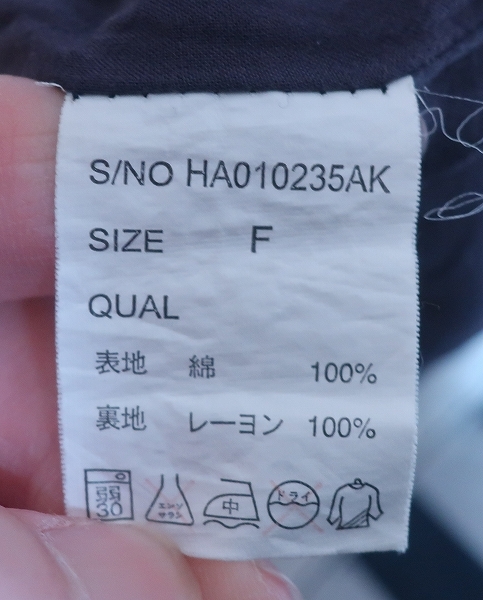 S/NO HA010235AK
SIZE F
QUAL
表地 綿 100%
裏地 レーヨン 100%
弱 30 エンソ サラシ 中 ドライ